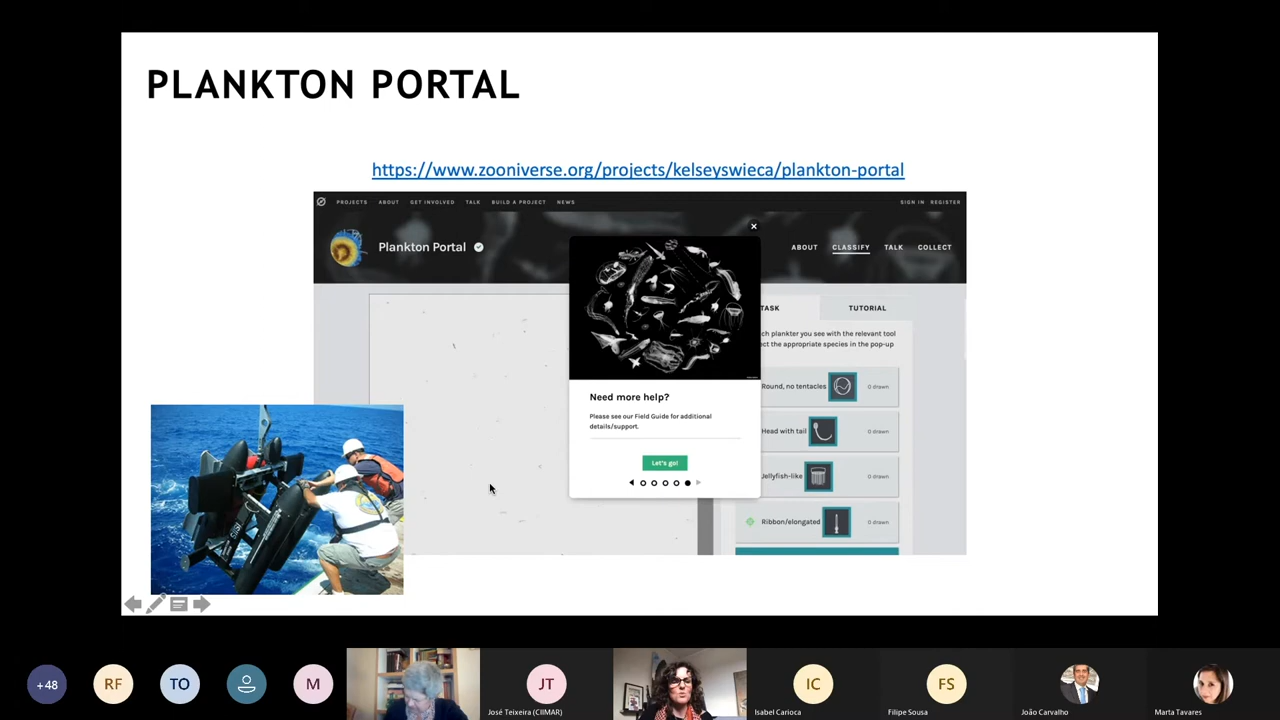 PLANKTON PORTAL
https://www.zooniverse.org/projects/kelseyswieca/plankton-portal
PROJECTS ABOUT GET INVOLVED TALK BUILD A PROJECT NEWS
SIGN IN REGISTER
Plankton Portal
ABOUT CLASSIFY TALK COLLECT
TASK TUTORIAL
ch plankter you see with the relevant tool
ct the appropriate species in the pop-up
Need more help?
Please see our Field Guide for additional
details/support.
Let's go!
Round, no tentacles 0 drawn
Head with tail 0 drawn
Jellyfish-like 0 drawn
Ribbon/elongated 0 drawn
ISIIS
+48
RF
TO
M
JT
José Teixeira (CIIMAR)
IC
Isabel Carioca
FS
Filipe Sousa
João Carvalho
Marta Tavares